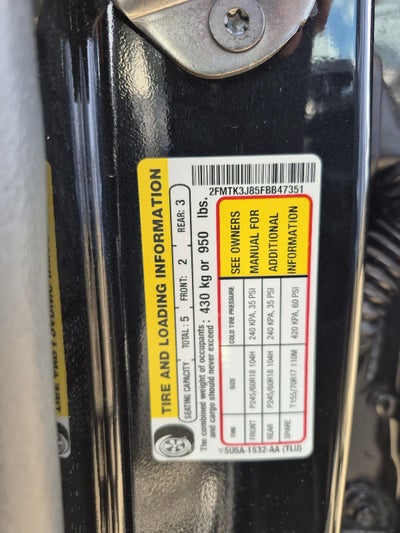 TIRE AND LOADING INFORMATION
SEATING CAPACITY TOTAL: 5 FRONT: 2 REAR: 3
The combined weight of occupants
and cargo should never exceed : 430 kg or 950 lbs.
TIRE SIZE COLD TIRE PRESSURE SEE OWNERS
FRONT P245/60R18 104H 240 KPA, 35 PSI MANUAL FOR
REAR P245/60R18 104H 240 KPA, 35 PSI ADDITIONAL
SPARE T155/70R17 110M 420 KPA, 60 PSI INFORMATION
5U5A-1532-AA (TLU)
2FMTK3J85FBB47351